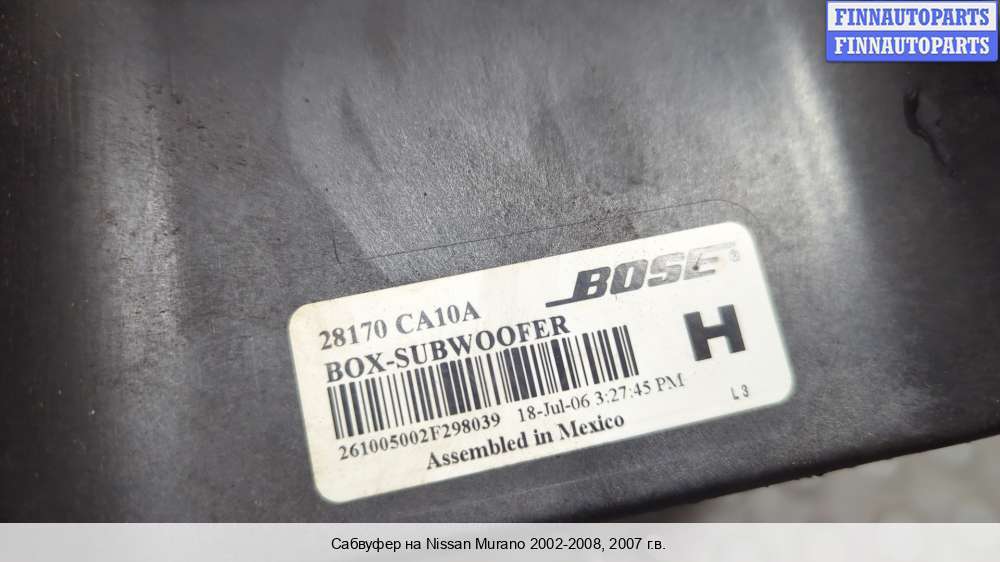 FINNAUTOPARTS
FINNAUTOPARTS
BOSE®
28170 CA10A
BOX-SUBWOOFER
H
261005002F298039 18-Jul-06 3:27:45 PM
L3
Assembled in Mexico
Сабвуфер на Nissan Murano 2002-2008, 2007 г.в.